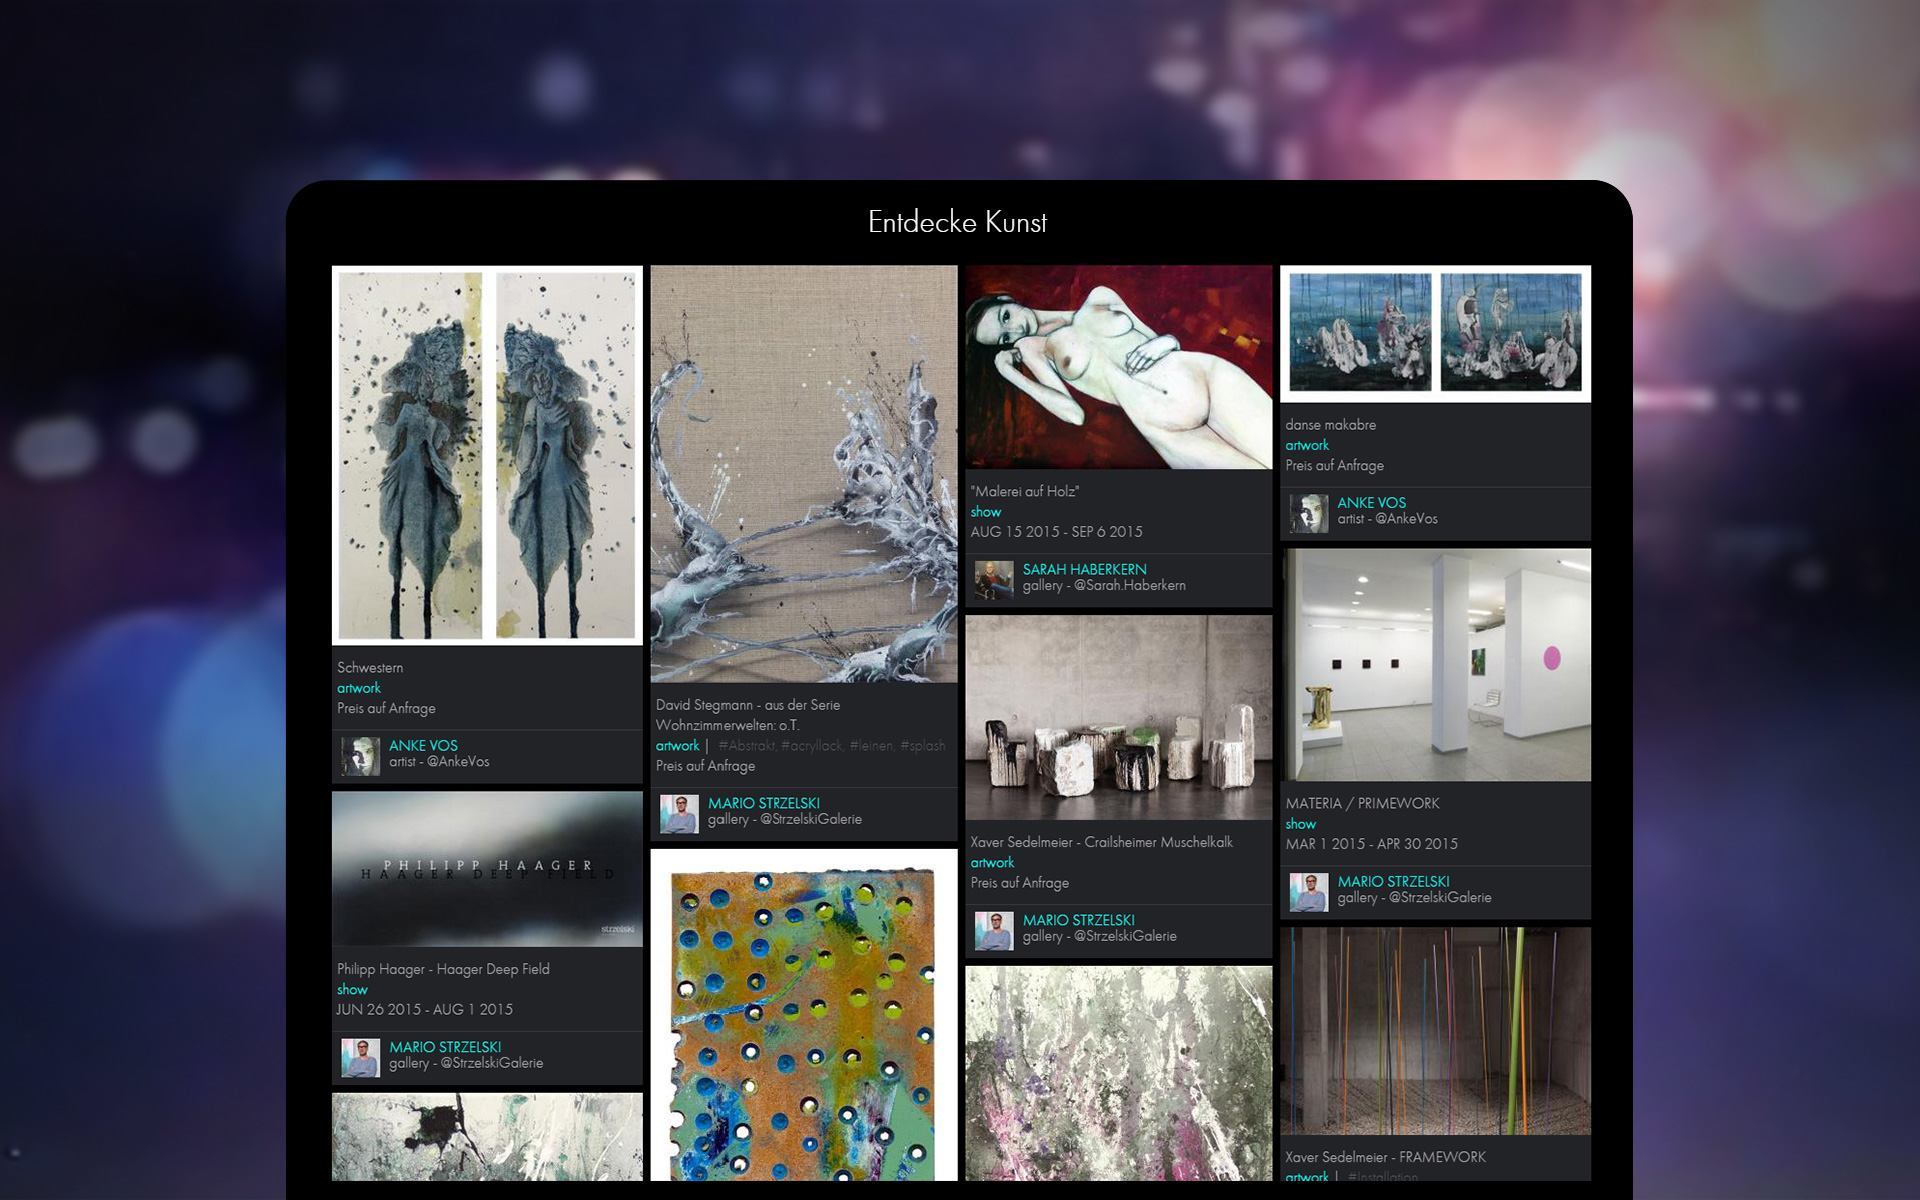 Entdecke Kunst
Schwestern
artwork
Preis auf Anfrage
ANKE VOS
artist - @AnkeVos
PHILIPP HAAGER
HAAGER DEEP FIELD
strzelski
Philipp Haager - Haager Deep Field
show
JUN 26 2015 - AUG 1 2015
MARIO STRZELSKI
gallery - @StrzelskiGalerie
David Stegmann - aus der Serie
Wohnzimmerwelten: o.T.
artwork | #Abstrakt, #acryllack, #leinen, #splash
Preis auf Anfrage
MARIO STRZELSKI
gallery - @StrzelskiGalerie
"Malerei auf Holz"
show
AUG 15 2015 - SEP 6 2015
SARAH HABERKERN
gallery - @Sarah.Haberkern
Xaver Sedelmeier - Crailsheimer Muschelkalk
artwork
Preis auf Anfrage
MARIO STRZELSKI
gallery - @StrzelskiGalerie
danse makabre
artwork
Preis auf Anfrage
ANKE VOS
artist - @AnkeVos
MATERIA / PRIMEWORK
show
MAR 1 2015 - APR 30 2015
MARIO STRZELSKI
gallery - @StrzelskiGalerie
Xaver Sedelmeier - FRAMEWORK
artwork | #Installation